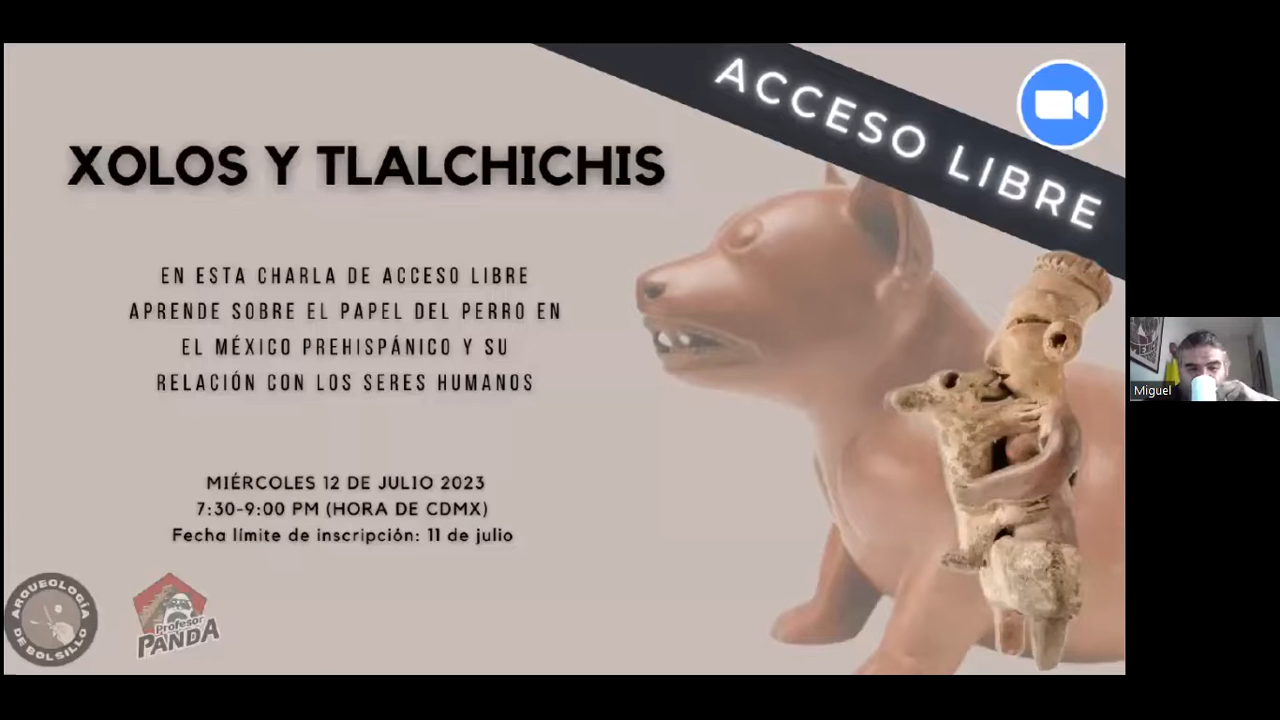 ACCESO LIBRE
XOLOS Y TLALCHICHIS
EN ESTA CHARLA DE ACCESO LIBRE
APRENDE SOBRE EL PAPEL DEL PERRO EN
EL MÉXICO PREHISPÁNICO Y SU
RELACIÓN CON LOS SERES HUMANOS
MIÉRCOLES 12 DE JULIO 2023
7:30-9:00 PM (HORA DE CDMX)
Fecha límite de inscripción: 11 de julio
ARQUEOLOGÍA
DE BOLSILLO
Profesor
PANDA
Miguel